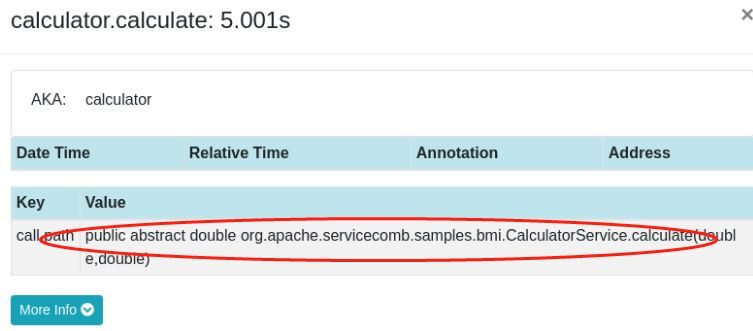 calculator.calculate: 5.001s ×
AKA: calculator
Date Time Relative Time Annotation Address
Key Value
call.path public abstract double org.apache.servicecomb.samples.bmi.CalculatorService.calculate(doubl
e,double)
More Info